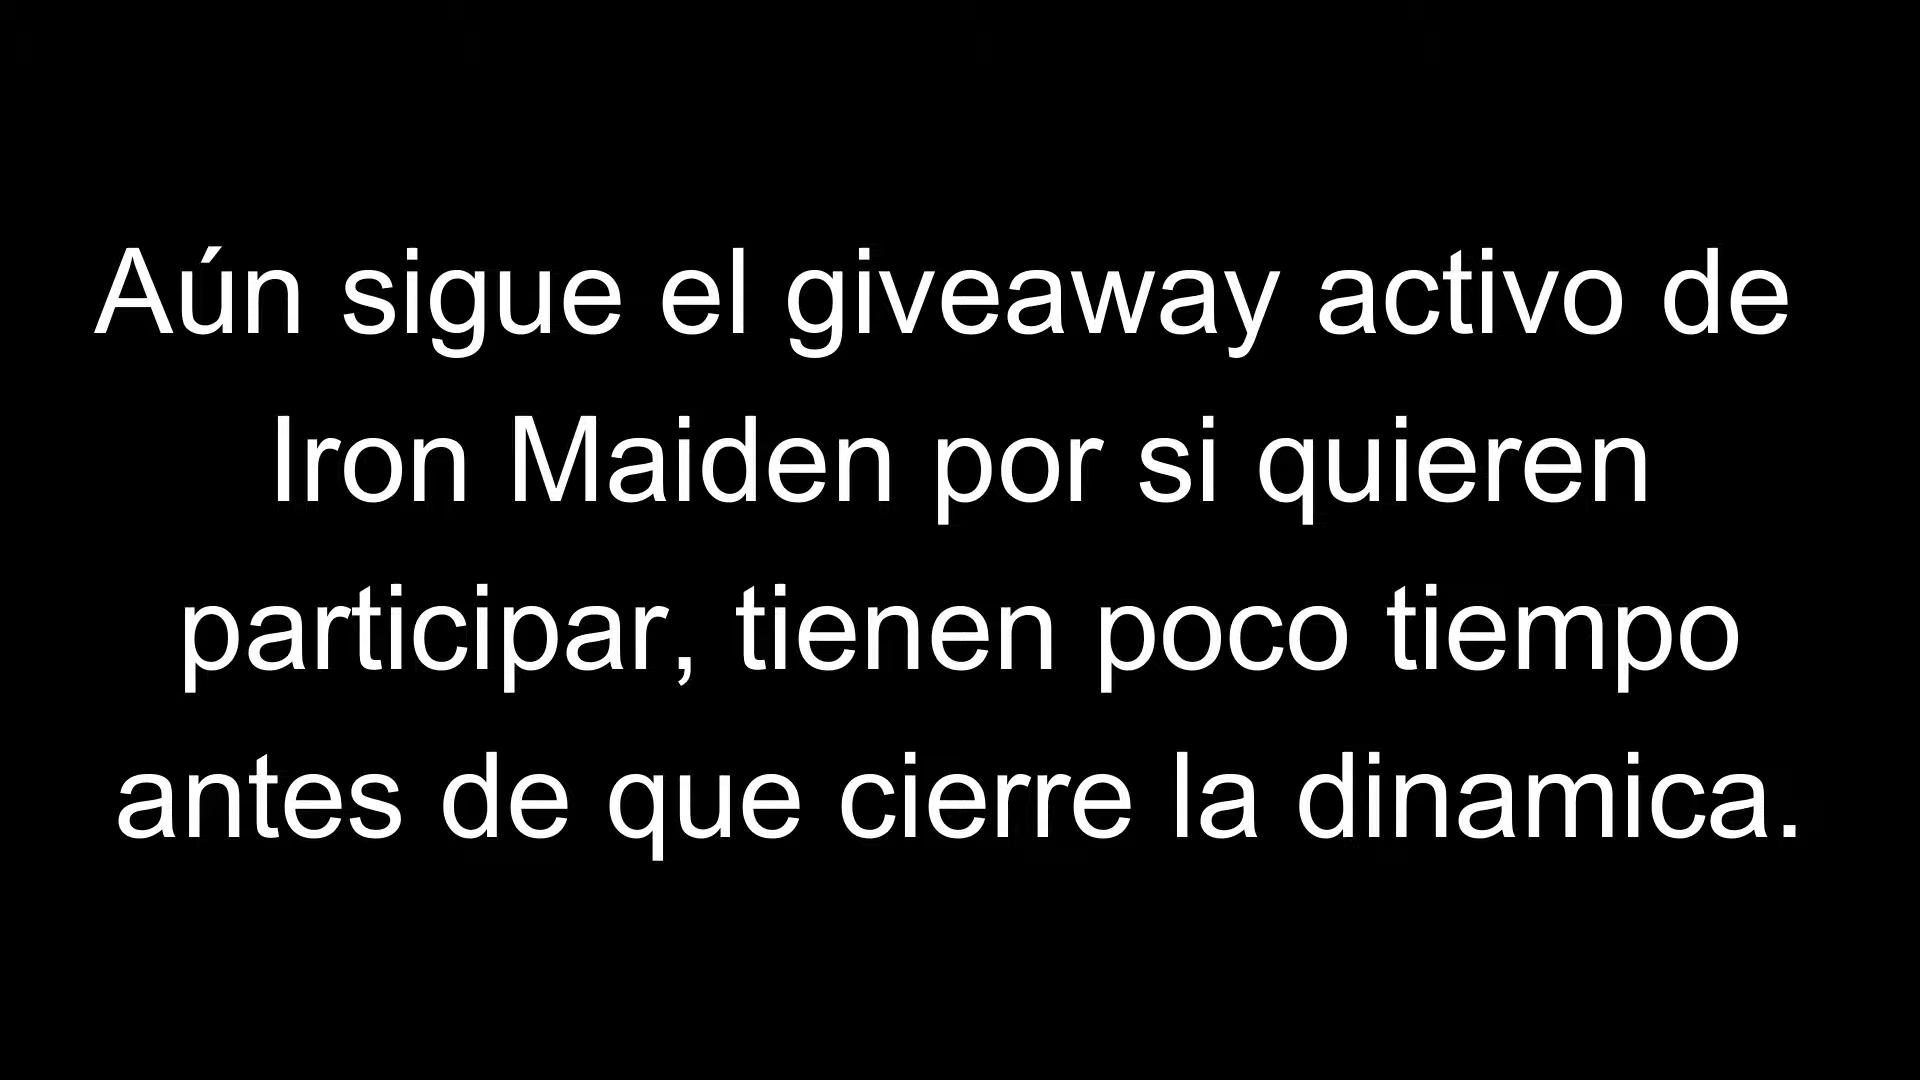 Aún sigue el giveaway activo de
Iron Maiden por si quieren
participar, tienen poco tiempo
antes de que cierre la dinamica.